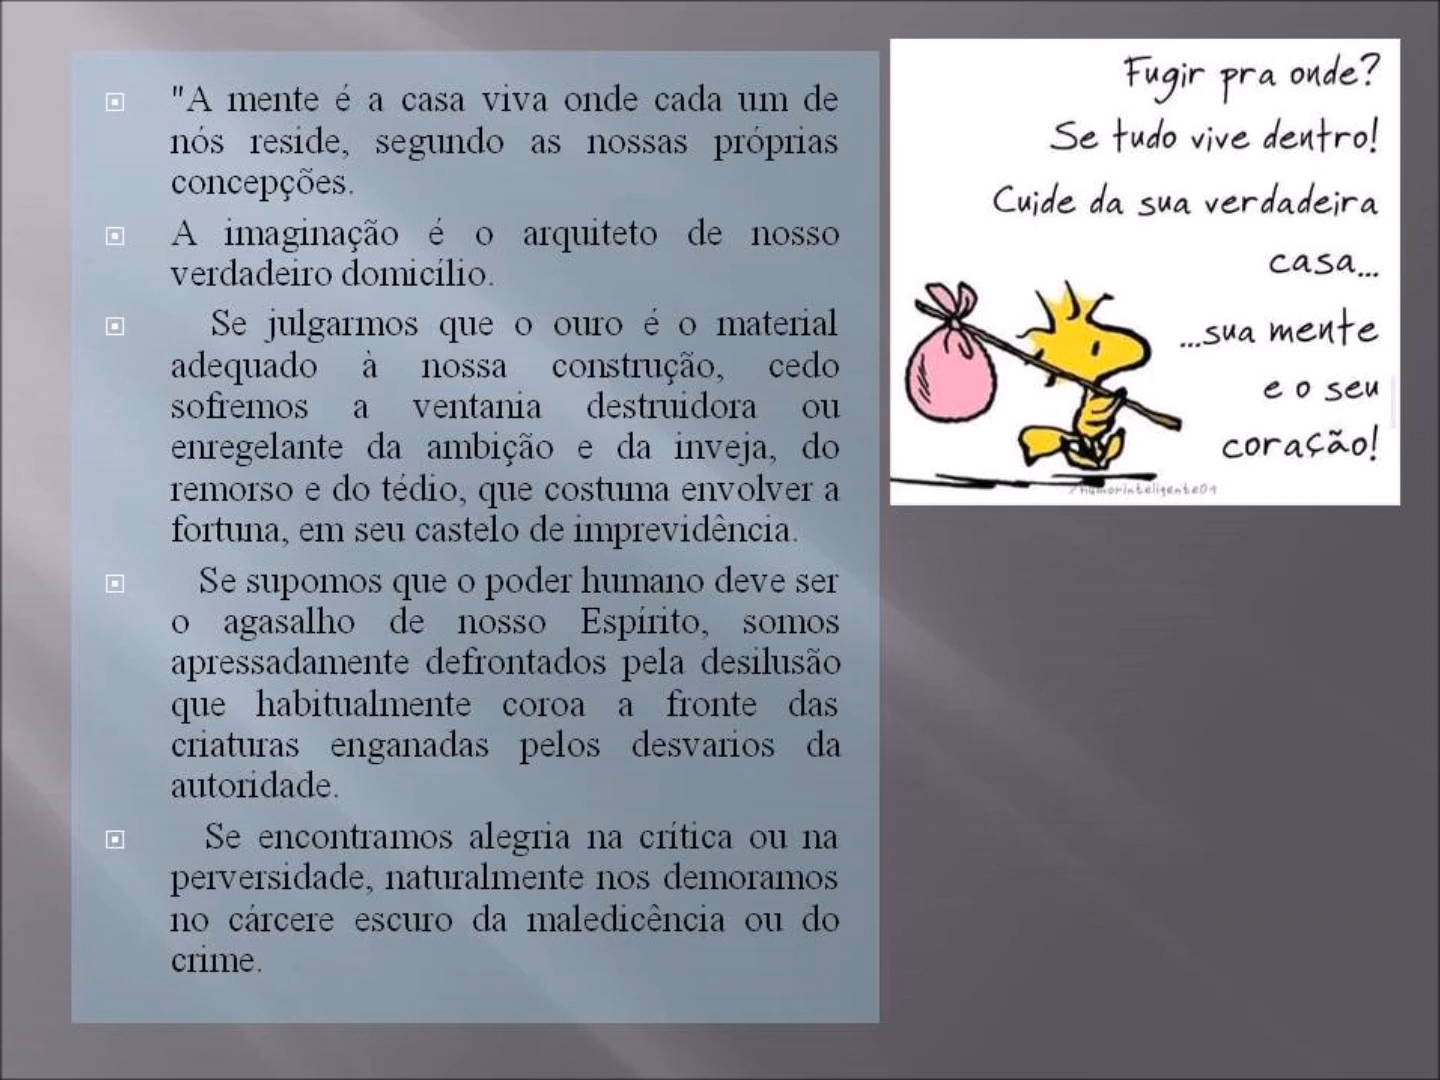 "A mente é a casa viva onde cada um de
nós reside, segundo as nossas próprias
concepções.
A imaginação é o arquiteto de nosso
verdadeiro domicílio.
Se julgarmos que o ouro é o material
adequado à nossa construção, cedo
sofremos a ventania destruidora ou
enregelante da ambição e da inveja, do
remorso e do tédio, que costuma envolver a
fortuna, em seu castelo de imprevidência.
Se supomos que o poder humano deve ser
o agasalho de nosso Espírito, somos
apressadamente defrontados pela desilusão
que habitualmente coroa a fronte das
criaturas enganadas pelos desvarios da
autoridade.
Se encontramos alegria na crítica ou na
perversidade, naturalmente nos demoramos
no cárcere escuro da maledicência ou do
crime.
Fugir pra onde?
Se tudo vive dentro!
Cuide da sua verdadeira
casa...
...sua mente
e o seu
coração!
/humorinteligente01